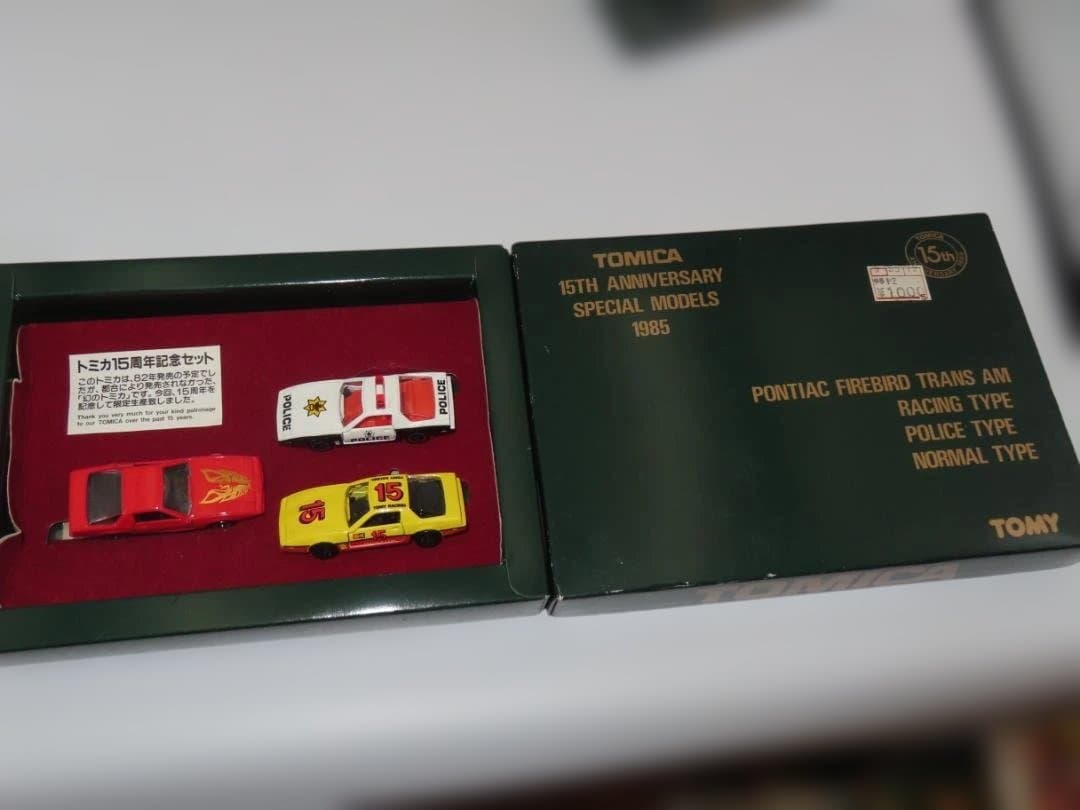 トミカ15周年記念セット
このトミカは、82年発売の予定でし
だが、都合により発売されなかった、
「幻のトミカ」です。今回、15周年を
記念して限定生産致しました。
Thank you very much for your kind patronage
to our TOMICA over the past 15 years.
POLICE
POLICE
15
15
15
TOMICA
15TH ANNIVERSARY
SPECIAL MODELS
1985
TOMICA
15th
PONTIAC FIREBIRD TRANS AM
RACING TYPE
POLICE TYPE
NORMAL TYPE
TOMY
TOMICA